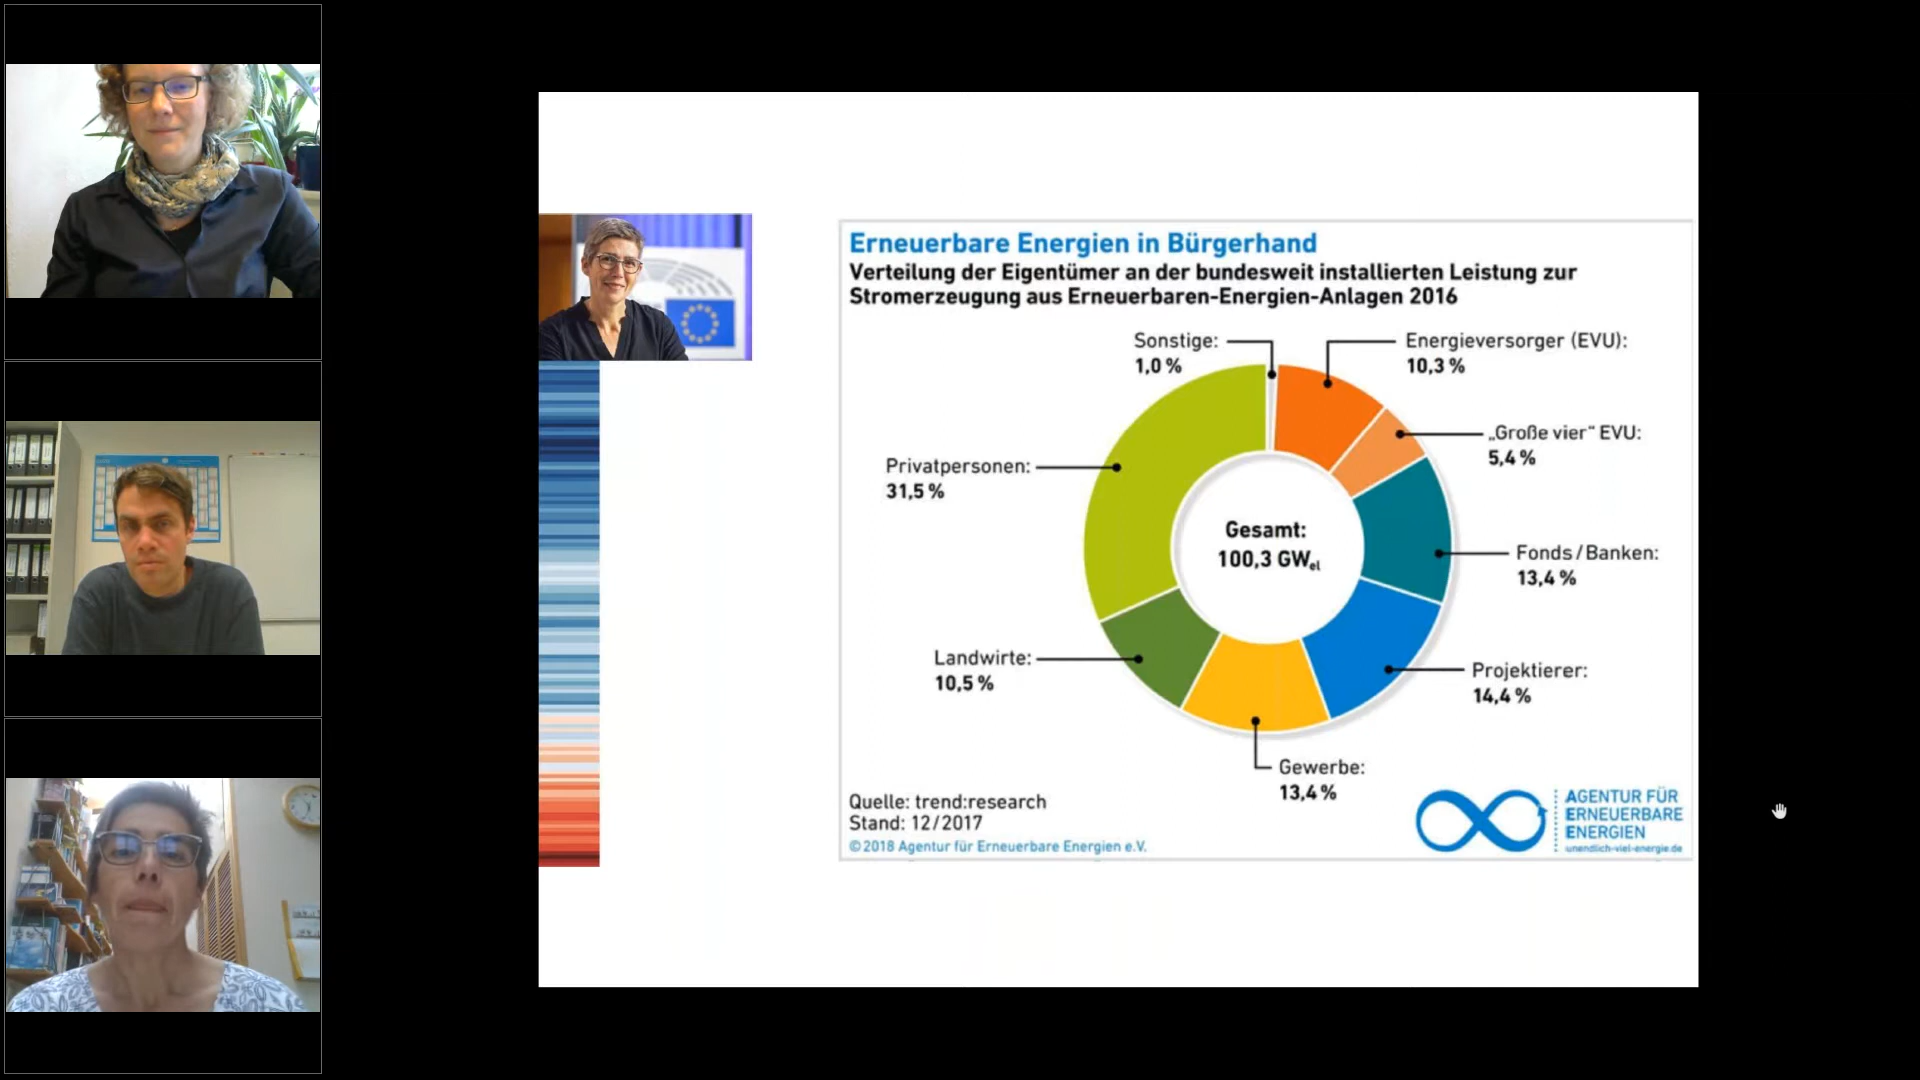 Erneuerbare Energien in Bürgerhand
Verteilung der Eigentümer an der bundesweit installierten Leistung zur
Stromerzeugung aus Erneuerbaren-Energien-Anlagen 2016
Sonstige:
1,0 %
Energieversorger (EVU):
10,3 %
„Große vier“ EVU:
5,4 %
Privatpersonen:
31,5 %
Gesamt:
100,3 GWel
Fonds / Banken:
13,4 %
Landwirte:
10,5 %
Projektierer:
14,4 %
Gewerbe:
13,4 %
Quelle: trend:research
Stand: 12/2017
© 2018 Agentur für Erneuerbare Energien e.V.
AGENTUR FÜR
ERNEUERBARE
ENERGIEN
unendlich-viel-energie.de